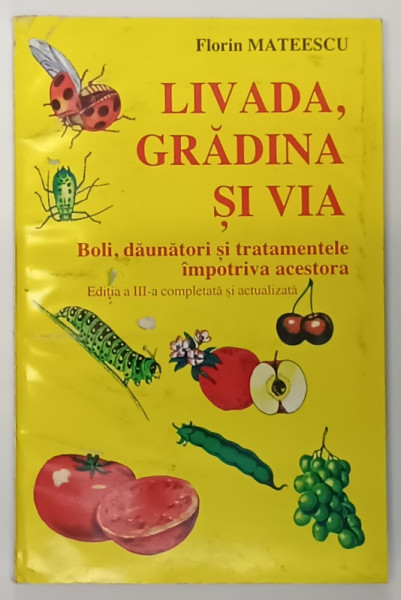 Florin MATEESCU
LIVADA,
GRĂDINA
ȘI VIA
Boli, dăunători și tratamentele
împotriva acestora
Ediția a III-a completată și actualizată